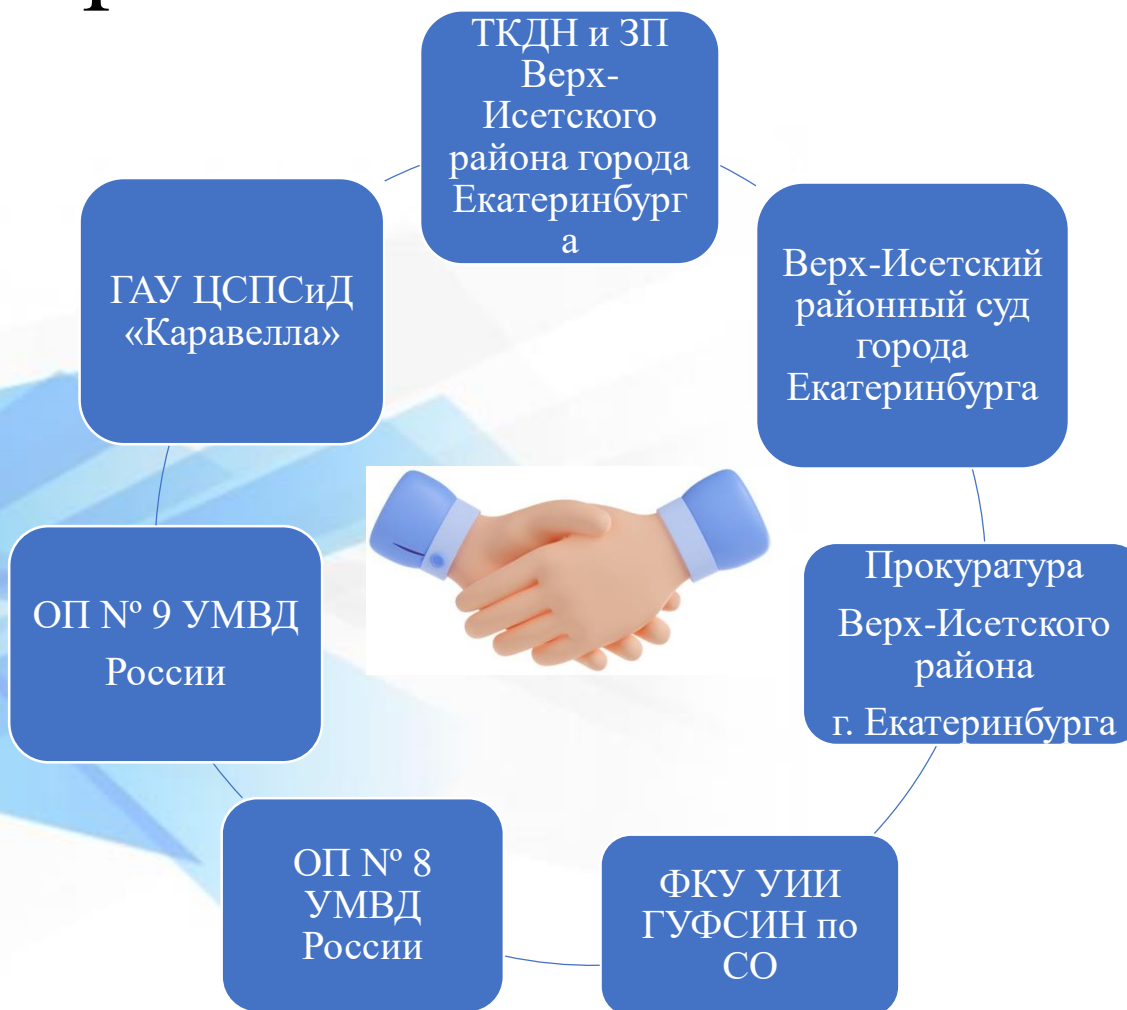 ТКДН и ЗП
Верх-
Исетского
района города
Екатеринбург
а
Верх-Исетский
районный суд
города
Екатеринбурга
Прокуратура
Верх-Исетского
района
г. Екатеринбурга
ФКУ УИИ
ГУФСИН по
СО
ОП № 8
УМВД
России
ОП № 9 УМВД
России
ГАУ ЦСПСиД
«Каравелла»